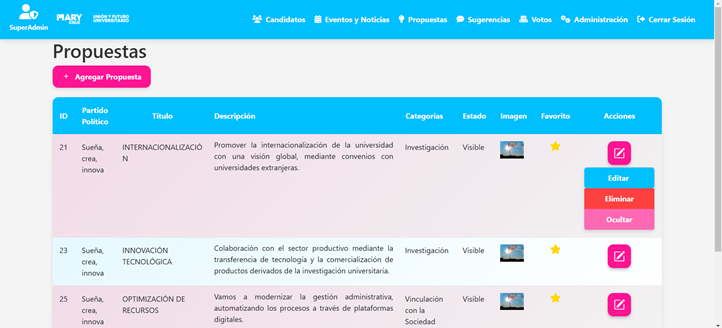 SuperAdmin
MARY CRUZ
UNIÓN Y FUTURO UNIVERSITARIO
Candidatos Eventos y Noticias Propuestas Sugerencias Votos Administración Cerrar Sesión
Propuestas
+ Agregar Propuesta
ID Partido Político Título Descripción Categorías Estado Imagen Favorito Acciones
21 Sueña, INTERNACIONALIZACIÓ Promover la internacionalización de la universidad Investigación Visible
crea, N con una visión global, mediante convenios con
innova universidades extranjeras.
Editar
Eliminar
Ocultar
23 Sueña, INNOVACIÓN Colaboración con el sector productivo mediante la Investigación Visible
crea, TECNOLÓGICA transferencia de tecnología y la comercialización de
innova productos derivados de la investigación universitaria.
25 Sueña, OPTIMIZACIÓN DE Vamos a modernizar la gestión administrativa, Vinculación Visible
crea, RECURSOS automatizando los procesos a través de plataformas con la
innova digitales. Sociedad